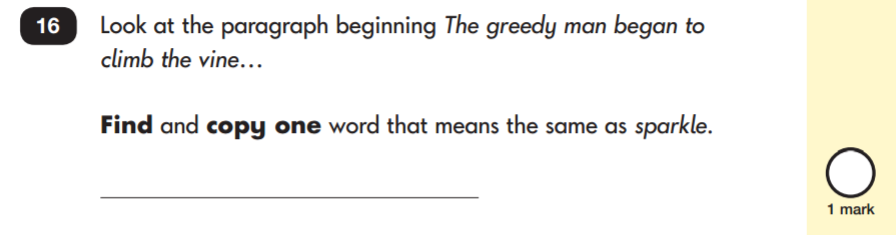 16 Look at the paragraph beginning The greedy man began to
climb the vine…
Find and copy one word that means the same as sparkle.
1 mark